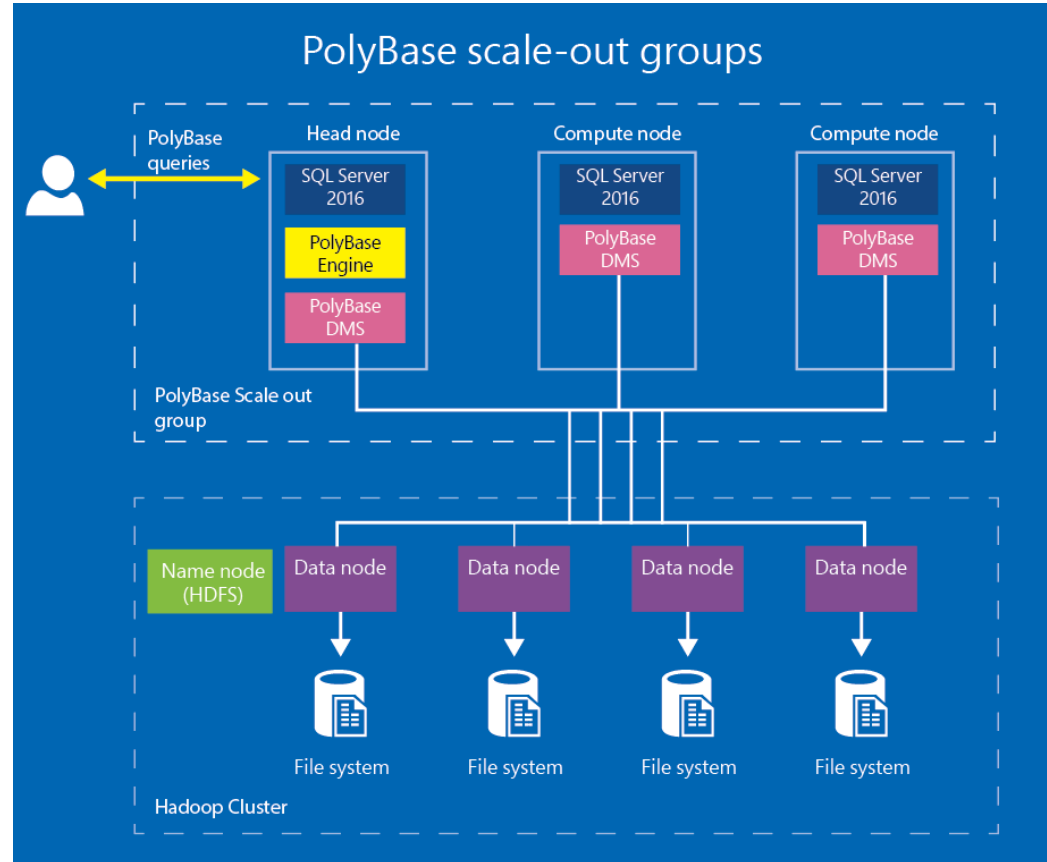 PolyBase scale-out groups
PolyBase
queries
Head node
SQL Server
2016
PolyBase
Engine
PolyBase
DMS
Compute node
SQL Server
2016
PolyBase
DMS
Compute node
SQL Server
2016
PolyBase
DMS
PolyBase Scale out
group
Name node
(HDFS)
Data node
Data node
Data node
Data node
File system
File system
File system
File system
Hadoop Cluster